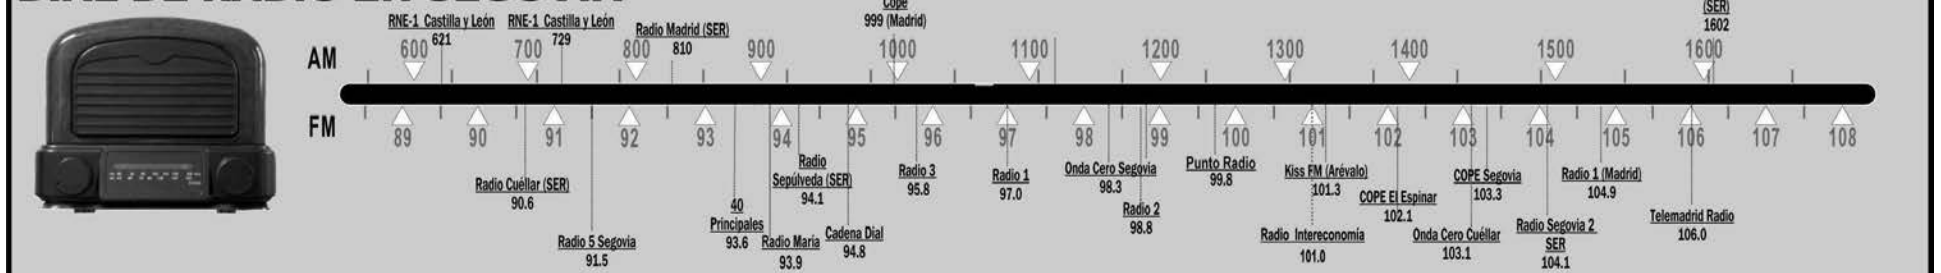 DIAL DE RADIO EN SEGOVIA
RNE-1 Castilla y León
621
RNE-1 Castilla y León
729
Radio Madrid (SER)
810
Cope
999 (Madrid)
(SER)
1602
AM
600 700 800 900 1000 1100 1200 1300 1400 1500 1600
FM
89 90 91 92 93 94 95 96 97 98 99 100 101 102 103 104 105 106 107 108
Radio Cuéllar (SER)
90.6
Radio 5 Segovia
91.5
40
Principales
93.6
Radio María
93.9
Radio
Sepúlveda (SER)
94.1
Cadena Dial
94.8
Radio 3
95.8
Radio 1
97.0
Onda Cero Segovia
98.3
Radio 2
98.8
Punto Radio
99.8
Radio Intereconomía
101.0
Kiss FM (Arévalo)
101.3
COPE El Espinar
102.1
Onda Cero Cuéllar
103.1
COPE Segovia
103.3
Radio Segovia 2
SER
104.1
Radio 1 (Madrid)
104.9
Telemadrid Radio
106.0